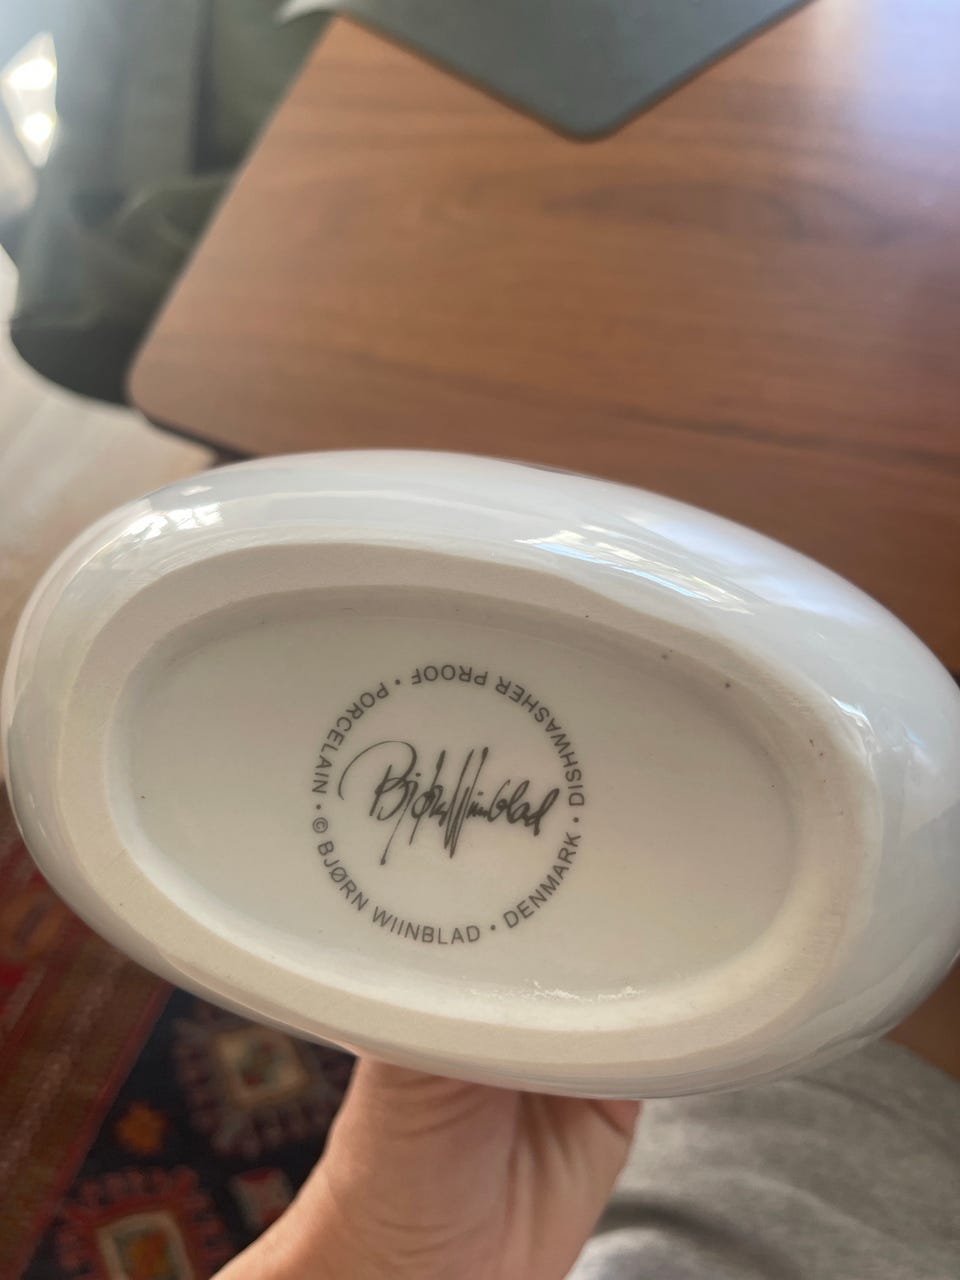 Bjørn Wiinblad
© BJØRN WIINBLAD • DENMARK • DISHWASHER PROOF • PORCELAIN •